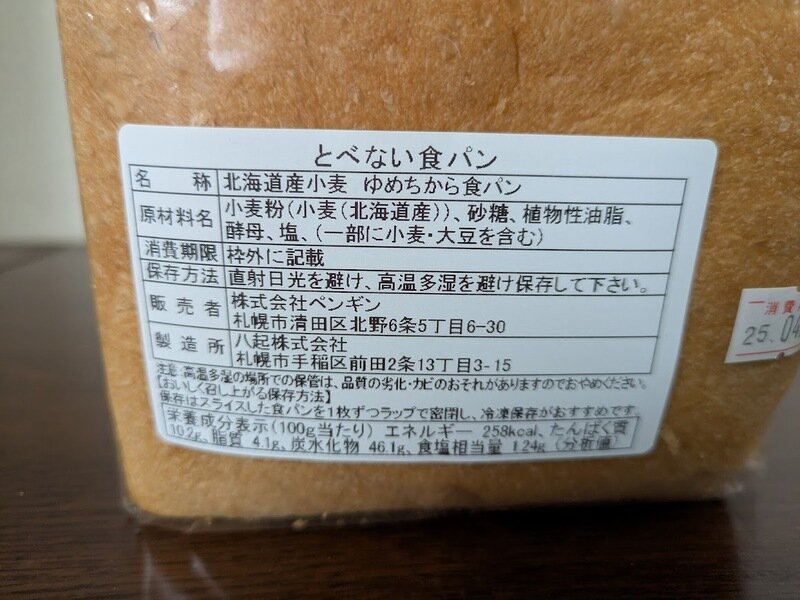 とべない食パン
名 称 北海道産小麦 ゆめちから食パン
原材料名 小麦粉(小麦(北海道産))、砂糖、植物性油脂、
酵母、塩、(一部に小麦・大豆を含む)
消費期限 枠外に記載
保存方法 直射日光を避け、高温多湿を避け保存して下さい。
販売者 株式会社ペンギン
札幌市清田区北野6条5丁目6-30
製造所 八起株式会社
札幌市手稲区前田2条13丁目3-15
注意:高温多湿の場所での保管は、品質の劣化・カビのおそれがありますのでおやめください。
【おいしく召し上がる保存方法】
保存はスライスした食パンを1枚ずつラップで密閉し、冷凍保存がおすすめです。
栄養成分表示(100g当たり) エネルギー 258kcal、たんぱく質
10.2g、脂質 4.1g、炭水化物 46.1g、食塩相当量 1.24g (分析値)
消費
25.04